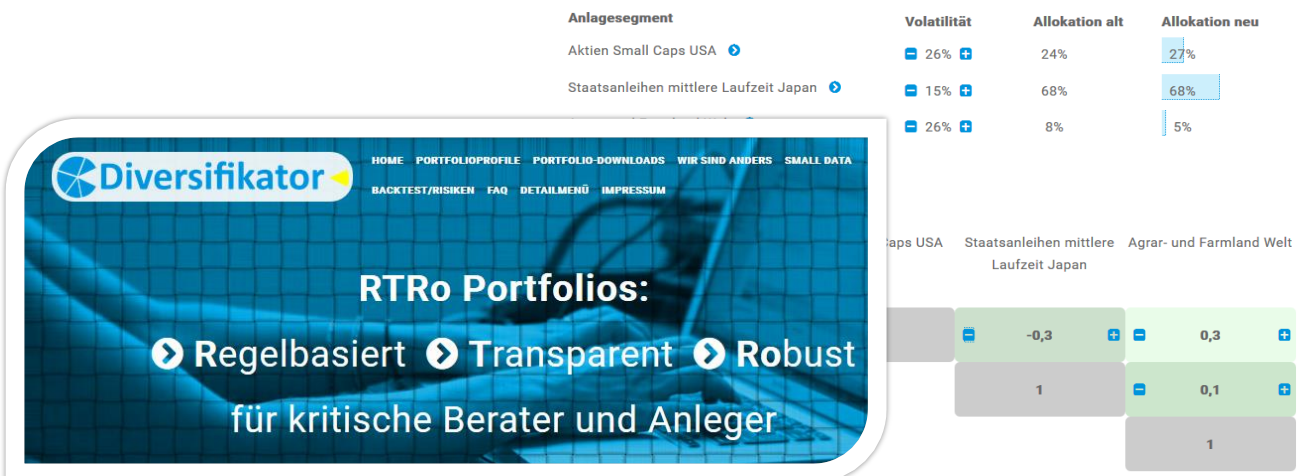 Anlagesegment Volatilität Allokation alt Allokation neu
Aktien Small Caps USA 26% 24% 27%
Staatsanleihen mittlere Laufzeit Japan 15% 68% 68%
26% 8% 5%
Diversifikator
HOME PORTFOLIOPROFILE PORTFOLIO-DOWNLOADS WIR SIND ANDERS SMALL DATA
BACKTEST/RISIKEN FAQ DETAILMENÜ IMPRESSUM
RTRo Portfolios:
Regelbasiert Transparent Robust
für kritische Berater und Anleger
aps USA Staatsanleihen mittlere Agrar- und Farmland Welt
Laufzeit Japan
-0,3 0,3
1 0,1
1